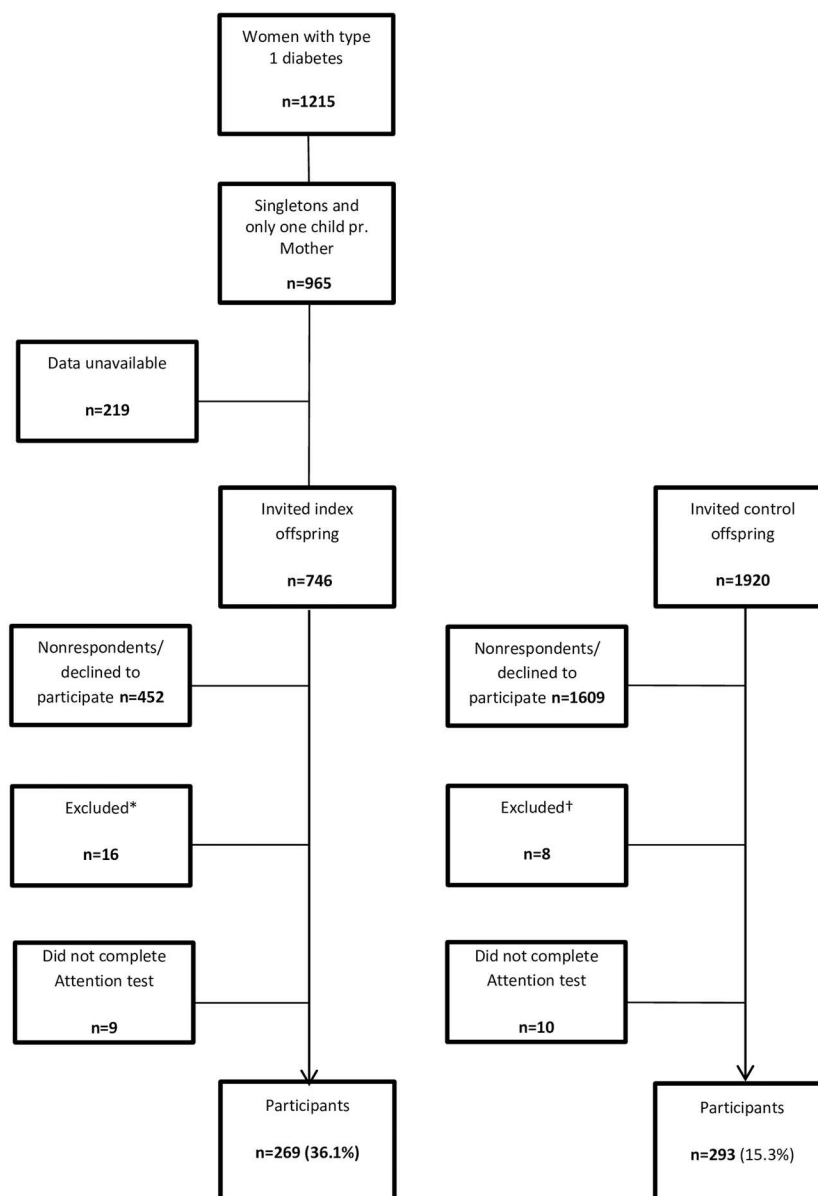 Women with type
1 diabetes
n=1215
Singletons and
only one child pr.
Mother
n=965
Data unavailable
n=219
Invited index
offspring
n=746
Invited control
offspring
n=1920
Nonrespondents/
declined to
participate n=452
Nonrespondents/
declined to
participate n=1609
Excluded*
n=16
Excluded†
n=8
Did not complete
Attention test
n=9
Did not complete
Attention test
n=10
Participants
n=269 (36.1%)
Participants
n=293 (15.3%)